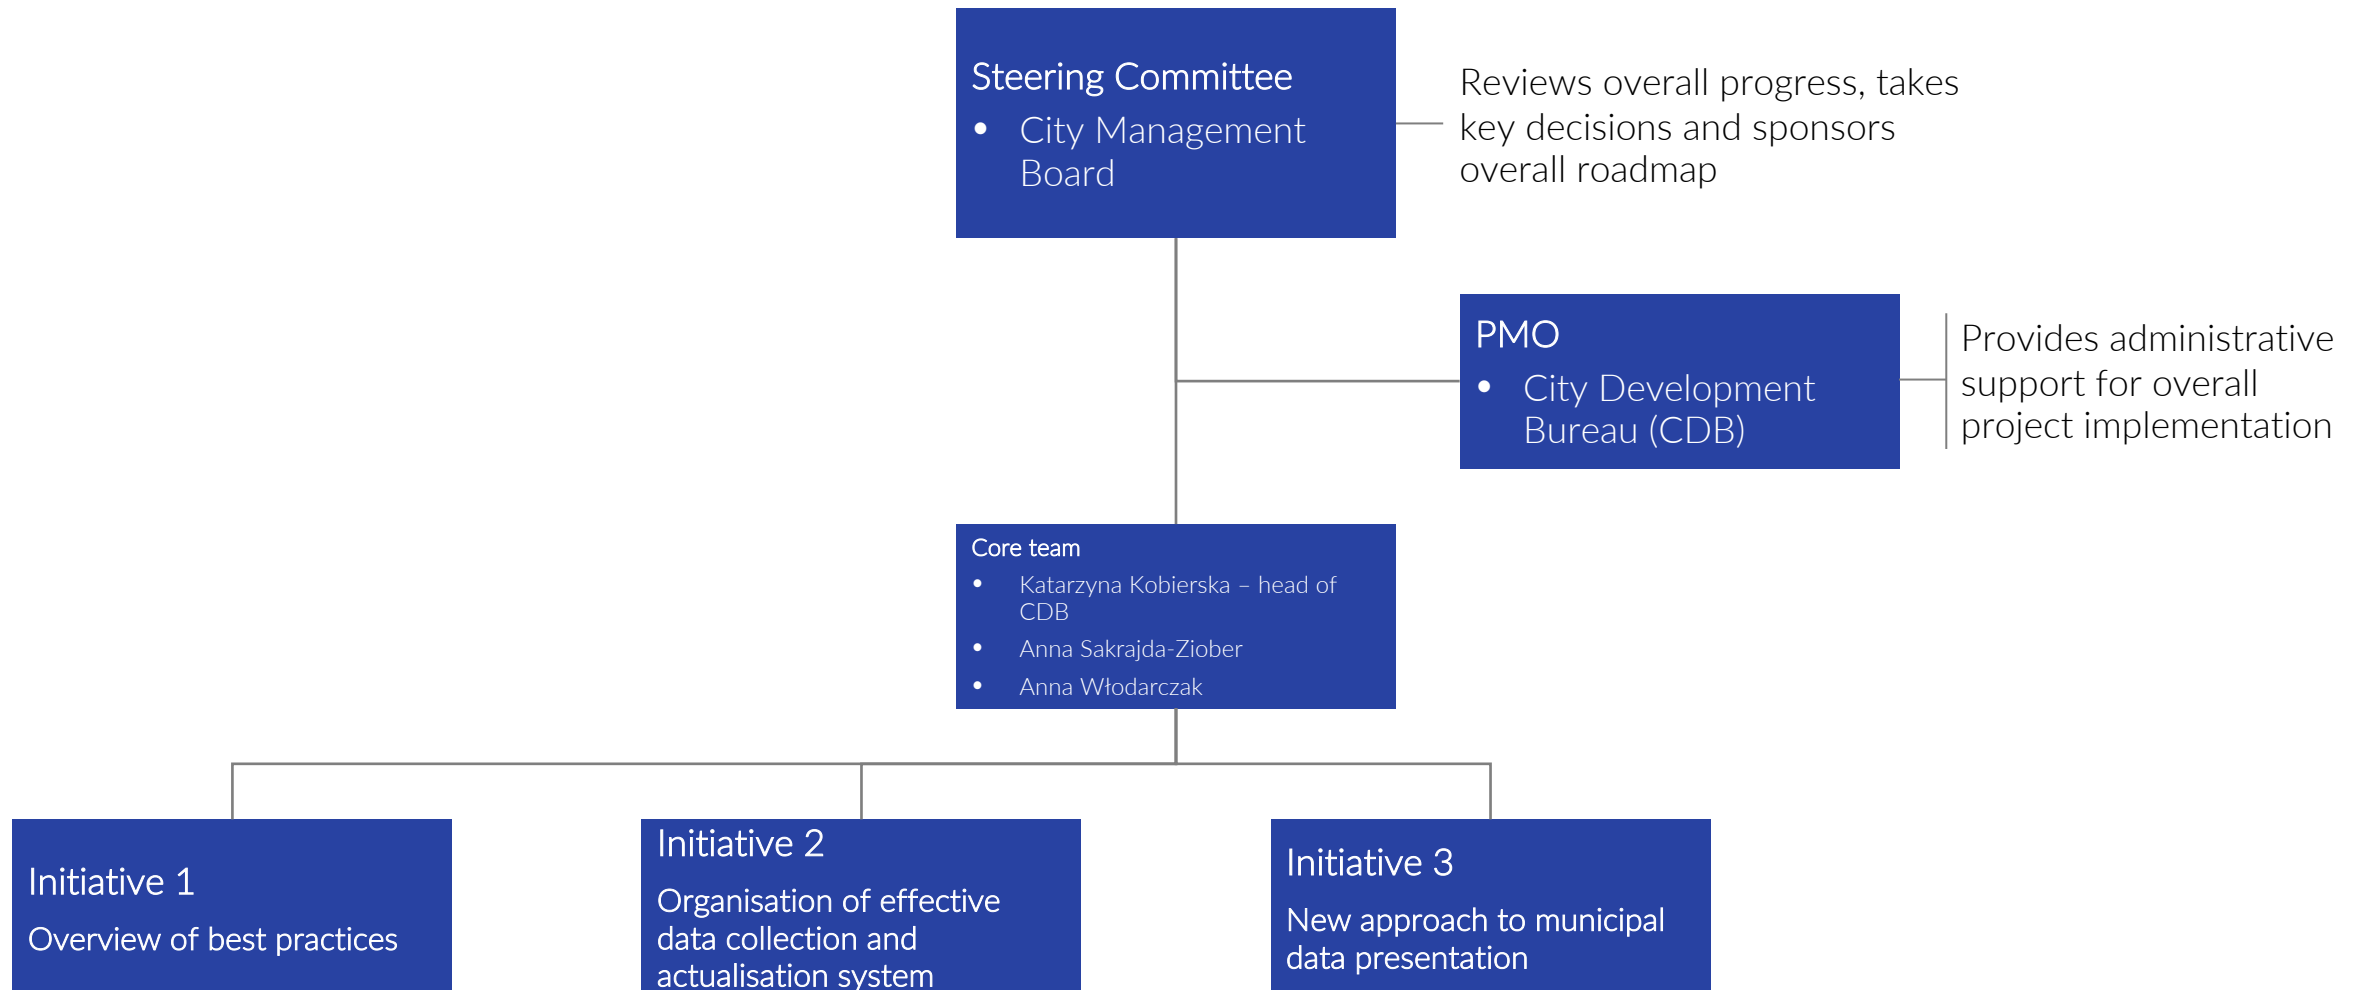 Steering Committee
• City Management
Board
Reviews overall progress, takes
key decisions and sponsors
overall roadmap
PMO
• City Development
Bureau (CDB)
Provides administrative
support for overall
project implementation
Core team
• Katarzyna Kobierska – head of
CDB
• Anna Sakrajda-Ziober
• Anna Włodarczak
Initiative 1
Overview of best practices
Initiative 2
Organisation of effective
data collection and
actualisation system
Initiative 3
New approach to municipal
data presentation